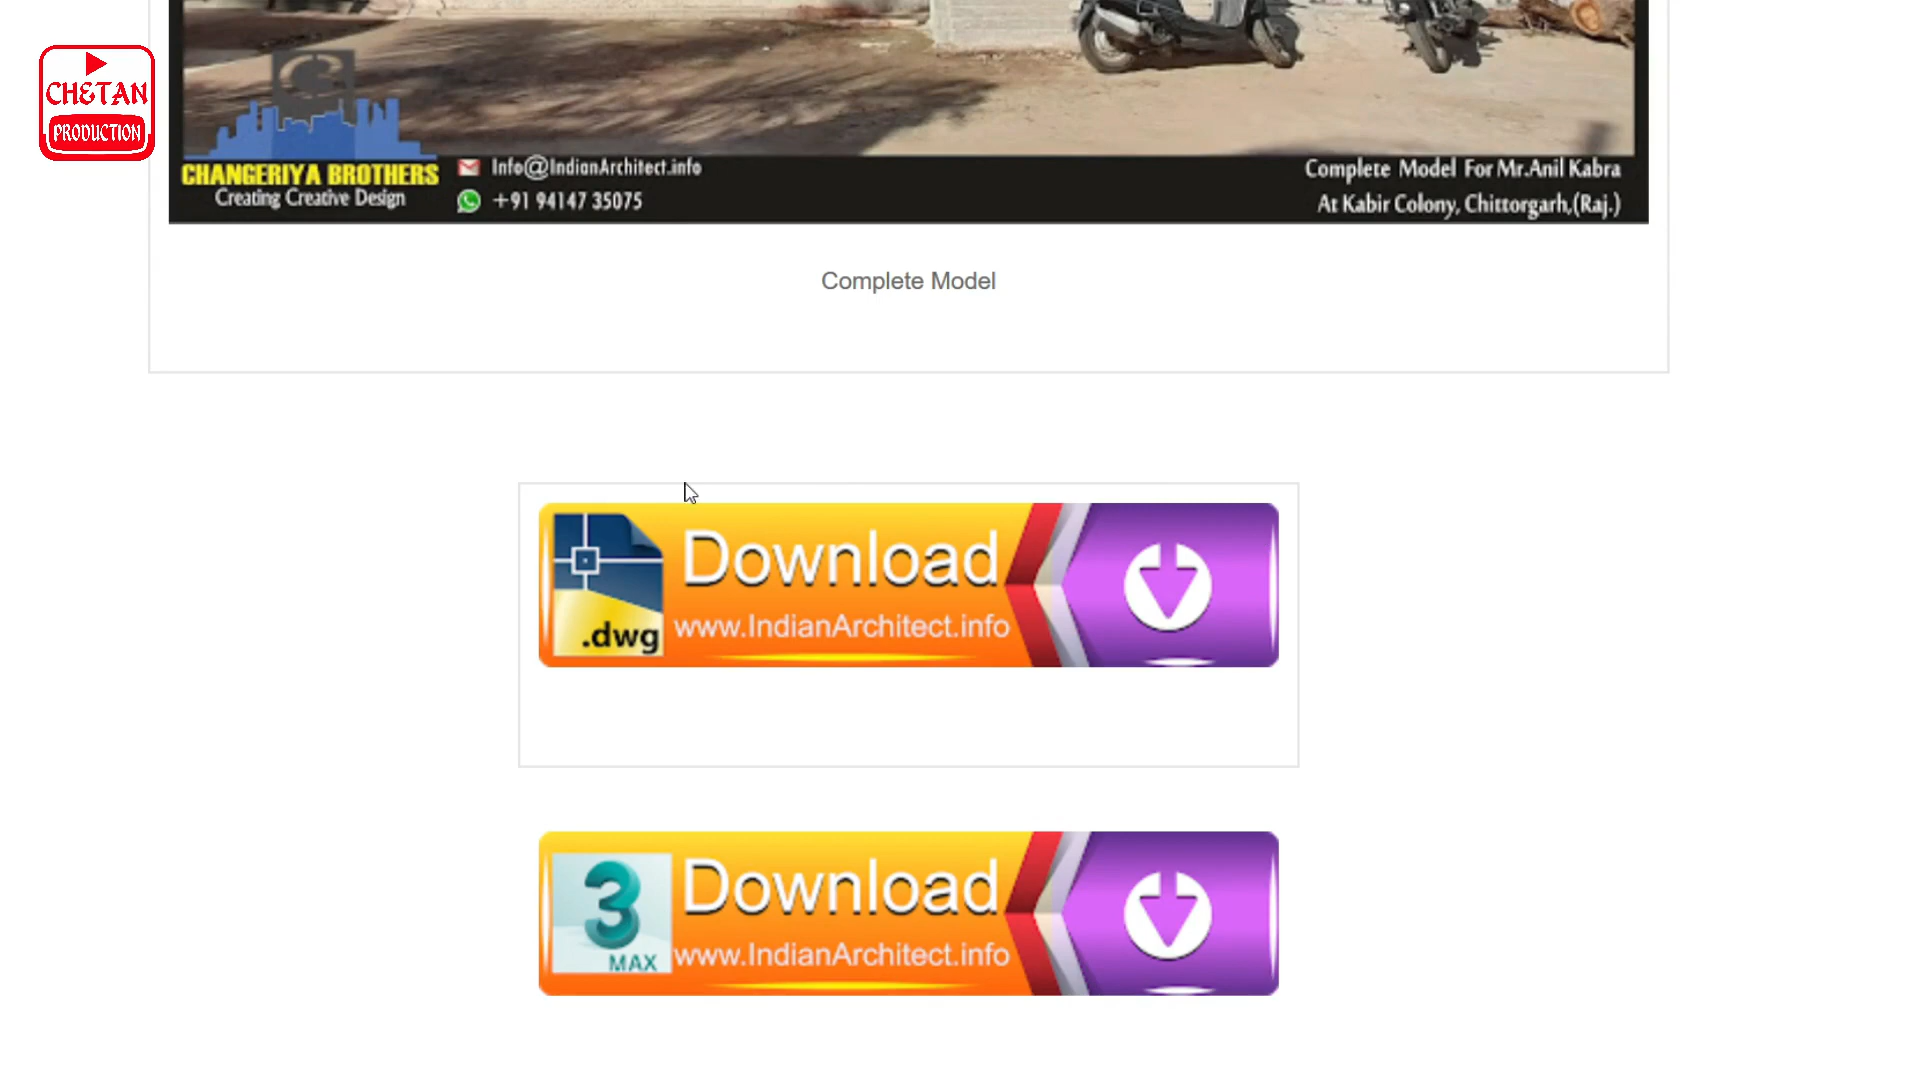 CHETAN
PRODUCTION
CHANGERIYA BROTHERS
Creating Creative Design
Info@IndianArchitect.info
+91 94147 35075
Complete Model For Mr.Anil Kabra
At Kabir Colony, Chittorgarh,(Raj.)
Complete Model
Download
www.IndianArchitect.info
.dwg
Download
www.IndianArchitect.info
3
MAX